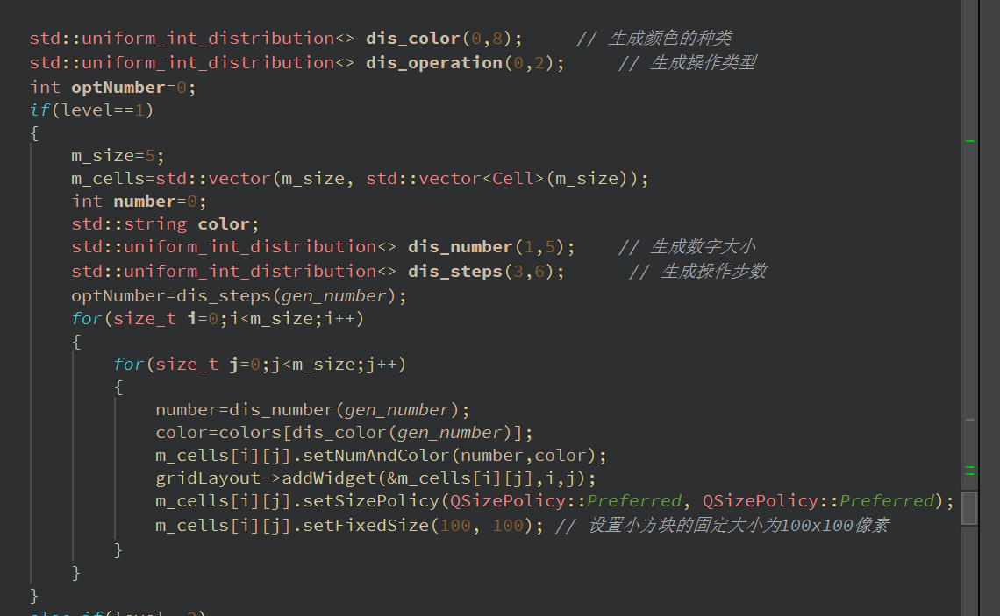 std::uniform_int_distribution<> dis_color(0,8);     // 生成颜色的种类
std::uniform_int_distribution<> dis_operation(0,2);     // 生成操作类型
int optNumber=0;
if(level==1)
{
    m_size=5;
    m_cells=std::vector(m_size, std::vector<Cell>(m_size));
    int number=0;
    std::string color;
    std::uniform_int_distribution<> dis_number(1,5);    // 生成数字大小
    std::uniform_int_distribution<> dis_steps(3,6);      // 生成操作步数
    optNumber=dis_steps(gen_number);
    for(size_t i=0;i<m_size;i++)
    {
        for(size_t j=0;j<m_size;j++)
        {
            number=dis_number(gen_number);
            color=colors[dis_color(gen_number)];
            m_cells[i][j].setNumAndColor(number,color);
            gridLayout->addWidget(&m_cells[i][j],i,j);
            m_cells[i][j].setSizePolicy(QSizePolicy::Preferred, QSizePolicy::Preferred);
            m_cells[i][j].setFixedSize(100, 100); // 设置小方块的固定大小为100x100像素
        }
    }
}